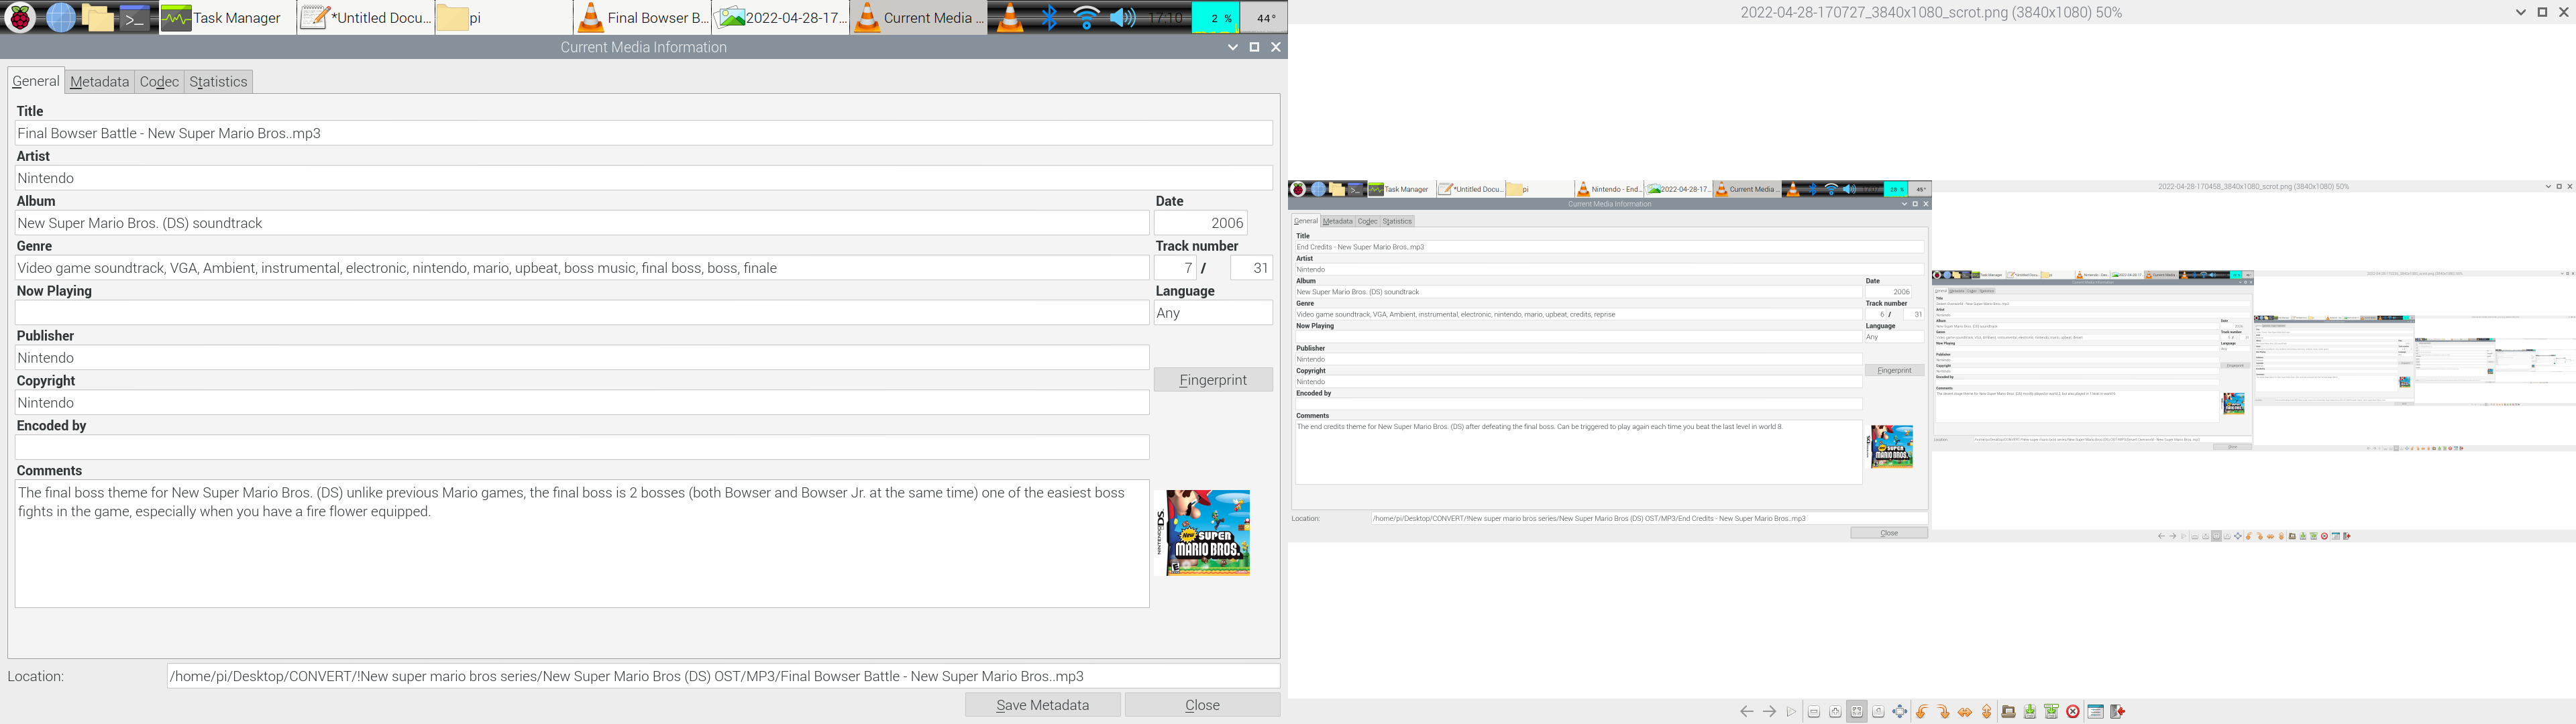 Task Manager
*Untitled Docu...
pi
Final Bowser B...
2022-04-28-17...
Current Media ...
17:10
2 %
44°
Current Media Information
General Metadata Codec Statistics
Title
Final Bowser Battle - New Super Mario Bros..mp3
Artist
Nintendo
Album Date
New Super Mario Bros. (DS) soundtrack 2006
Genre Track number
Video game soundtrack, VGA, Ambient, instrumental, electronic, nintendo, mario, upbeat, boss music, final boss, boss, finale 7 / 31
Now Playing Language
Any
Publisher
Nintendo
Copyright Fingerprint
Nintendo
Encoded by
Comments
The final boss theme for New Super Mario Bros. (DS) unlike previous Mario games, the final boss is 2 bosses (both Bowser and Bowser Jr. at the same time) one of the easiest boss
fights in the game, especially when you have a fire flower equipped.
NINTENDO DS
New SUPER
MARIO BROS.
Location: /home/pi/Desktop/CONVERT/!New super mario bros series/New Super Mario Bros (DS) OST/MP3/Final Bowser Battle - New Super Mario Bros..mp3
Save Metadata Close
2022-04-28-170727_3840x1080_scrot.png (3840x1080) 50%
Task Manager
*Untitled Docu...
pi
Nintendo - End...
2022-04-28-17...
Current Media ...
45°
Current Media Information
2022-04-28-170458_3840x1080_scrot.png (3840x1080) 50%
General Metadata Codec Statistics
Title
End Credits - New Super Mario Bros..mp3
Artist
Nintendo
Album Date
New Super Mario Bros. (DS) soundtrack 2006
Genre Track number
Video game soundtrack, VGA, Ambient, instrumental, electronic, nintendo, mario, upbeat, credits, reprise 6 / 31
Now Playing Language
Any
Publisher
Nintendo
Copyright Fingerprint
Nintendo
Encoded by
Comments
The end credits theme for New Super Mario Bros. (DS) after defeating the final boss. Can be triggered to play again each time you beat the last level in world 8.
SUPER
MARIO BROS.
Location: /home/pi/Desktop/CONVERT/!New super mario bros series/New Super Mario Bros (DS) OST/MP3/End Credits - New Super Mario Bros..mp3
Close